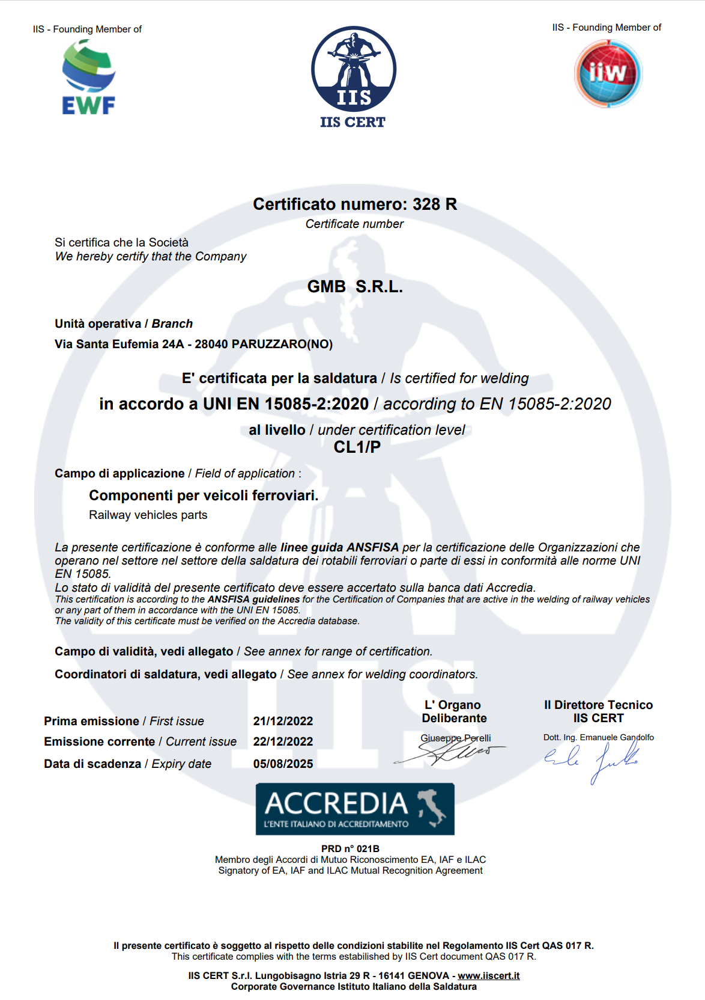 IIS - Founding Member of
EWF
IIS
IIS CERT
IIS - Founding Member of
iiw
Certificato numero: 328 R
Certificate number
Si certifica che la Società
We hereby certify that the Company
GMB S.R.L.
Unità operativa / Branch
Via Santa Eufemia 24A - 28040 PARUZZARO(NO)
E' certificata per la saldatura / Is certified for welding
in accordo a UNI EN 15085-2:2020 / according to EN 15085-2:2020
al livello / under certification level
CL1/P
Campo di applicazione / Field of application :
Componenti per veicoli ferroviari.
Railway vehicles parts
La presente certificazione è conforme alle linee guida ANSFISA per la certificazione delle Organizzazioni che
operano nel settore nel settore della saldatura dei rotabili ferroviari o parte di essi in conformità alle norme UNI
EN 15085.
Lo stato di validità del presente certificato deve essere accertato sulla banca dati Accredia.
This certification is according to the ANSFISA guidelines for the Certification of Companies that are active in the welding of railway vehicles
or any part of them in accordance with the UNI EN 15085.
The validity of this certificate must be verified on the Accredia database.
Campo di validità, vedi allegato / See annex for range of certification.
Coordinatori di saldatura, vedi allegato / See annex for welding coordinators.
IIS
Prima emissione / First issue 21/12/2022
Emissione corrente / Current issue 22/12/2022
Data di scadenza / Expiry date 05/08/2025
L' Organo
Deliberante
Giuseppe Perelli
Il Direttore Tecnico
IIS CERT
Dott. Ing. Emanuele Gandolfo
ACCREDIA
L'ENTE ITALIANO DI ACCREDITAMENTO
PRD n° 021B
Membro degli Accordi di Mutuo Riconoscimento EA, IAF e ILAC
Signatory of EA, IAF and ILAC Mutual Recognition Agreement
Il presente certificato è soggetto al rispetto delle condizioni stabilite nel Regolamento IIS Cert QAS 017 R.
This certificate complies with the terms estabilished by IIS Cert document QAS 017 R.
IIS CERT S.r.l. Lungobisagno Istria 29 R - 16141 GENOVA - www.iiscert.it
Corporate Governance Istituto Italiano della Saldatura